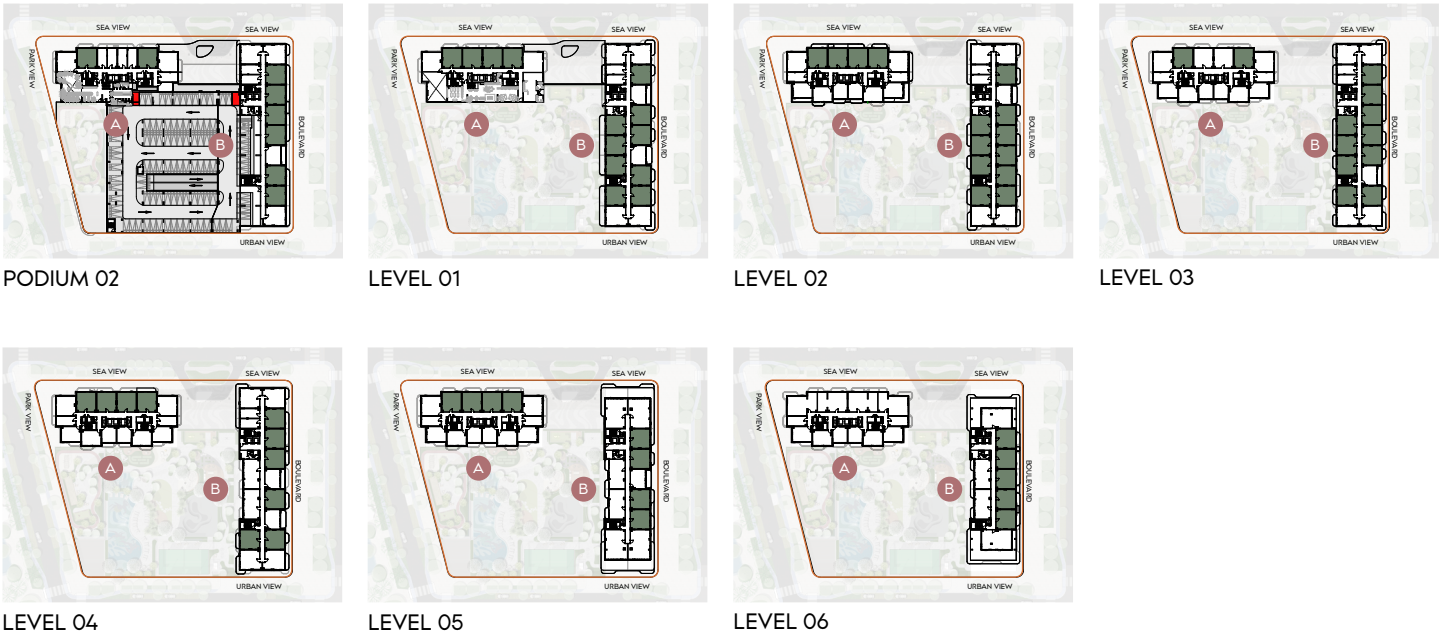 SEA VIEW
SEA VIEW
PARK VIEW
BOULEVARD
A
B
URBAN VIEW
PODIUM 02
SEA VIEW
SEA VIEW
PARK VIEW
BOULEVARD
A
B
URBAN VIEW
LEVEL 01
SEA VIEW
SEA VIEW
PARK VIEW
BOULEVARD
A
B
URBAN VIEW
LEVEL 02
SEA VIEW
SEA VIEW
PARK VIEW
BOULEVARD
A
B
URBAN VIEW
LEVEL 03
SEA VIEW
SEA VIEW
PARK VIEW
BOULEVARD
A
B
URBAN VIEW
LEVEL 04
SEA VIEW
SEA VIEW
PARK VIEW
BOULEVARD
A
B
URBAN VIEW
LEVEL 05
SEA VIEW
SEA VIEW
PARK VIEW
BOULEVARD
A
B
URBAN VIEW
LEVEL 06